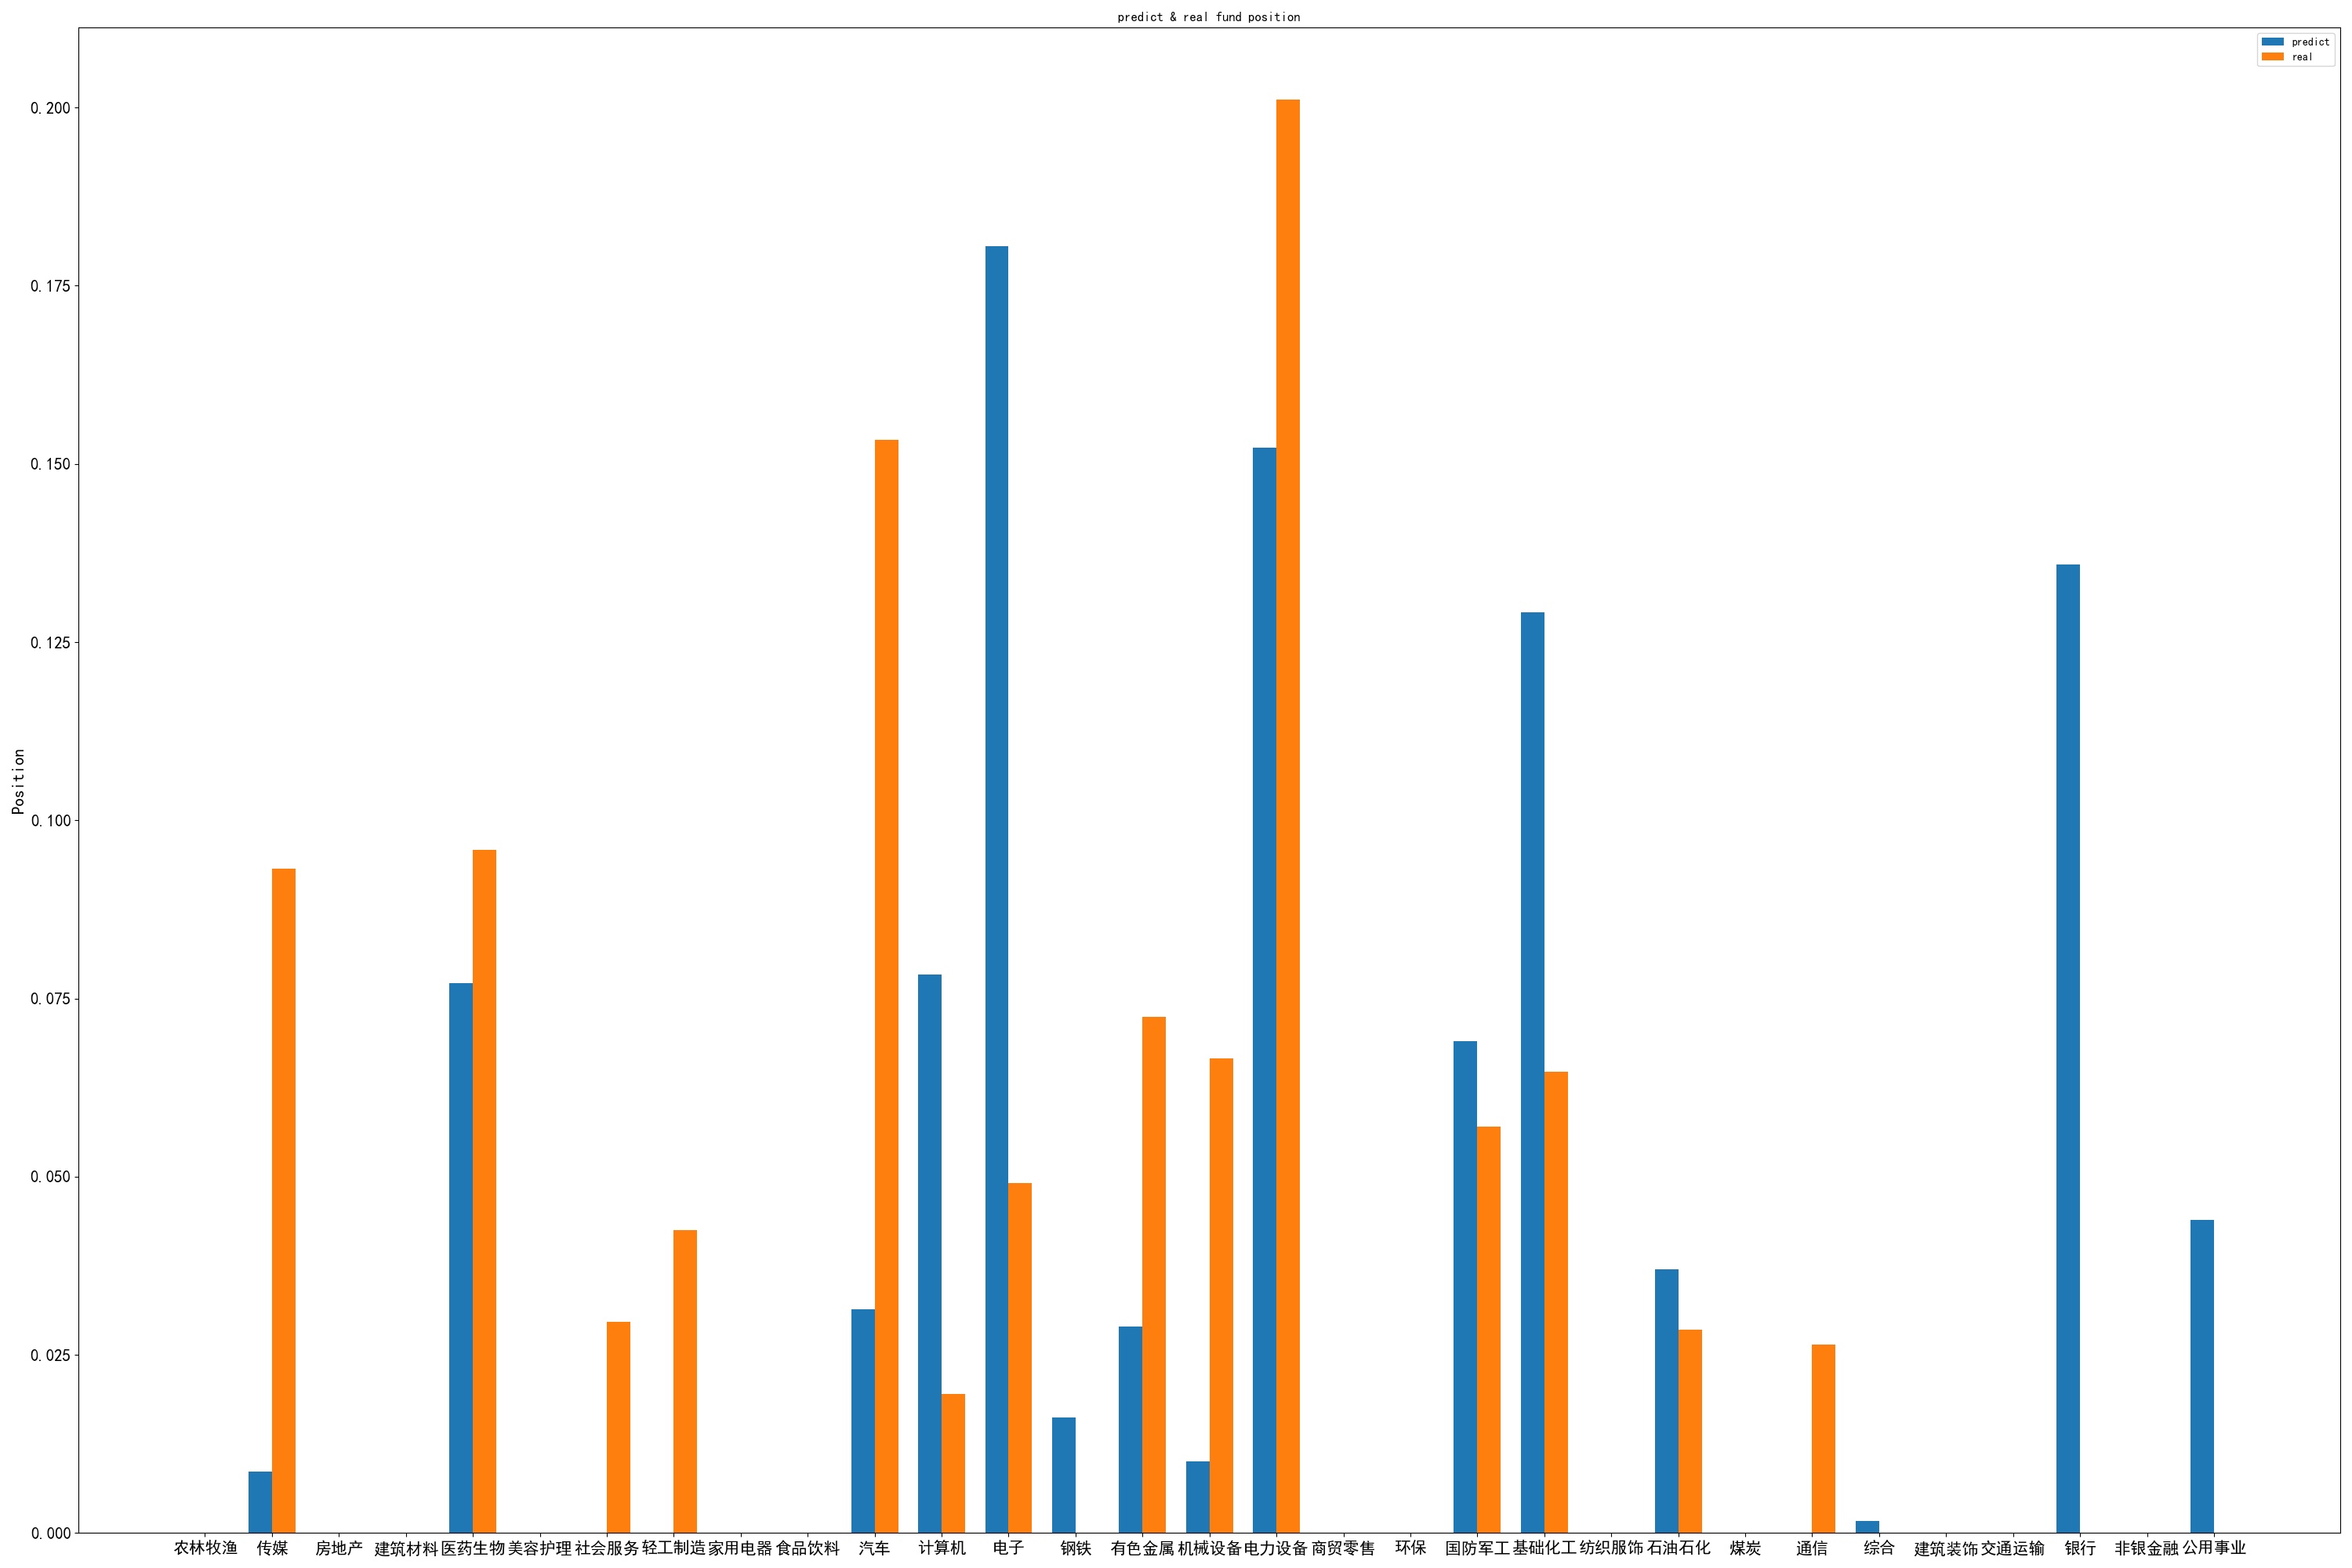 predict & real fund position
predict
real
Position
0.200
0.175
0.150
0.125
0.100
0.075
0.050
0.025
0.000
农林牧渔 传媒 房地产 建筑材料 医药生物 美容护理 社会服务 轻工制造 家用电器 食品饮料 汽车 计算机 电子 钢铁 有色金属 机械设备 电力设备 商贸零售 环保 国防军工 基础化工 纺织服饰 石油石化 煤炭 通信 综合 建筑装饰 交通运输 银行 非银金融 公用事业